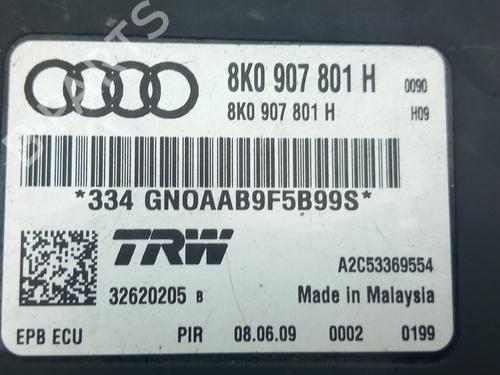 8K0 907 801 H 0090
8K0 907 801 H H09
*334 GNOAAB9F5B99S*
TRW A2C53369554
32620205 B Made in Malaysia
EPB ECU PIR 08.06.09 0002 0199